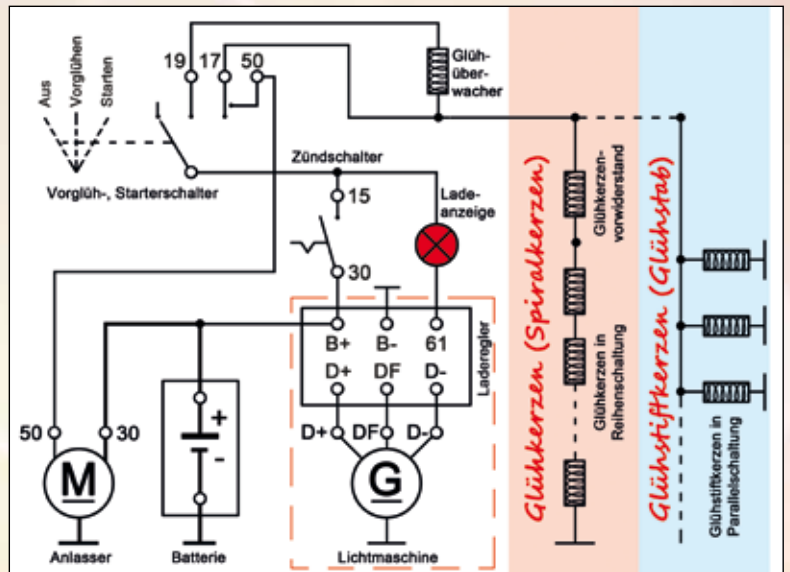 19
17
50
Glüh-
über-
wacher
Aus
Vorglühen
Starten
Vorglüh-, Starterschalter
Zündschalter
15
30
Lade-
anzeige
B+
B-
61
D+
DF
D-
Laderegler
D+
DF
D-
G
Lichtmaschine
50
30
M
Anlasser
+
-
Batterie
Glühkerzen (Spiralkerzen)
Glühkerzen-
vorwiderstand
Glühkerzen in
Reihenschaltung
Glühstiftkerzen (Glühstab)
Glühstiftkerzen in
Parallelschaltung